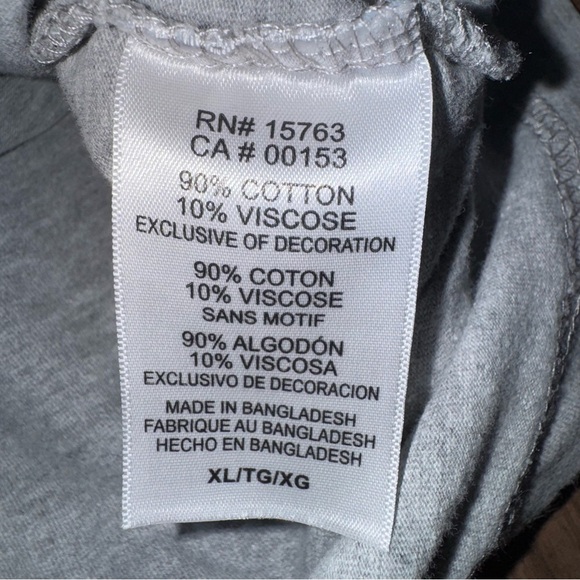 RN# 15763
CA # 00153
90% COTTON
10% VISCOSE
EXCLUSIVE OF DECORATION
90% COTON
10% VISCOSE
SANS MOTIF
90% ALGODÓN
10% VISCOSA
EXCLUSIVO DE DECORACION
MADE IN BANGLADESH
FABRIQUE AU BANGLADESH
HECHO EN BANGLADESH
XL/TG/XG